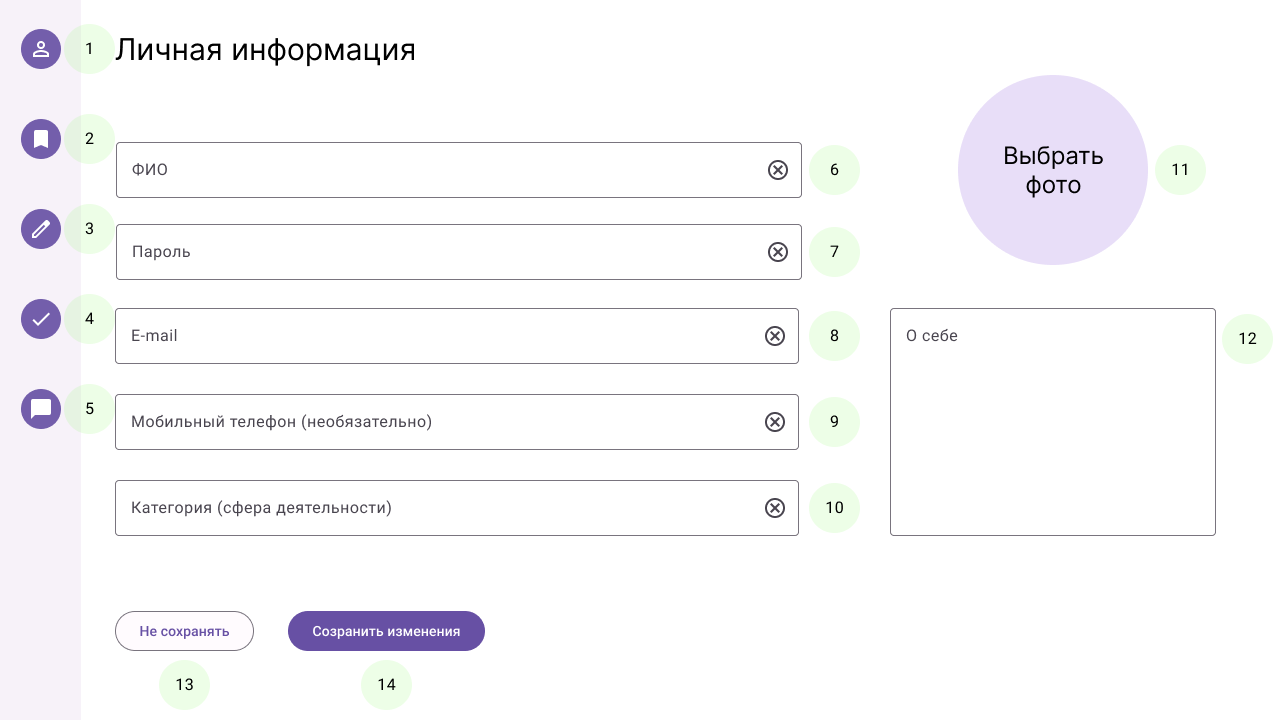 1
Личная информация
2
ФИО
6
Выбрать
фото
11
3
Пароль
7
4
E-mail
8
О себе
12
5
Мобильный телефон (необязательно)
9
Категория (сфера деятельности)
10
Не сохранять
Созранить изменения
13
14